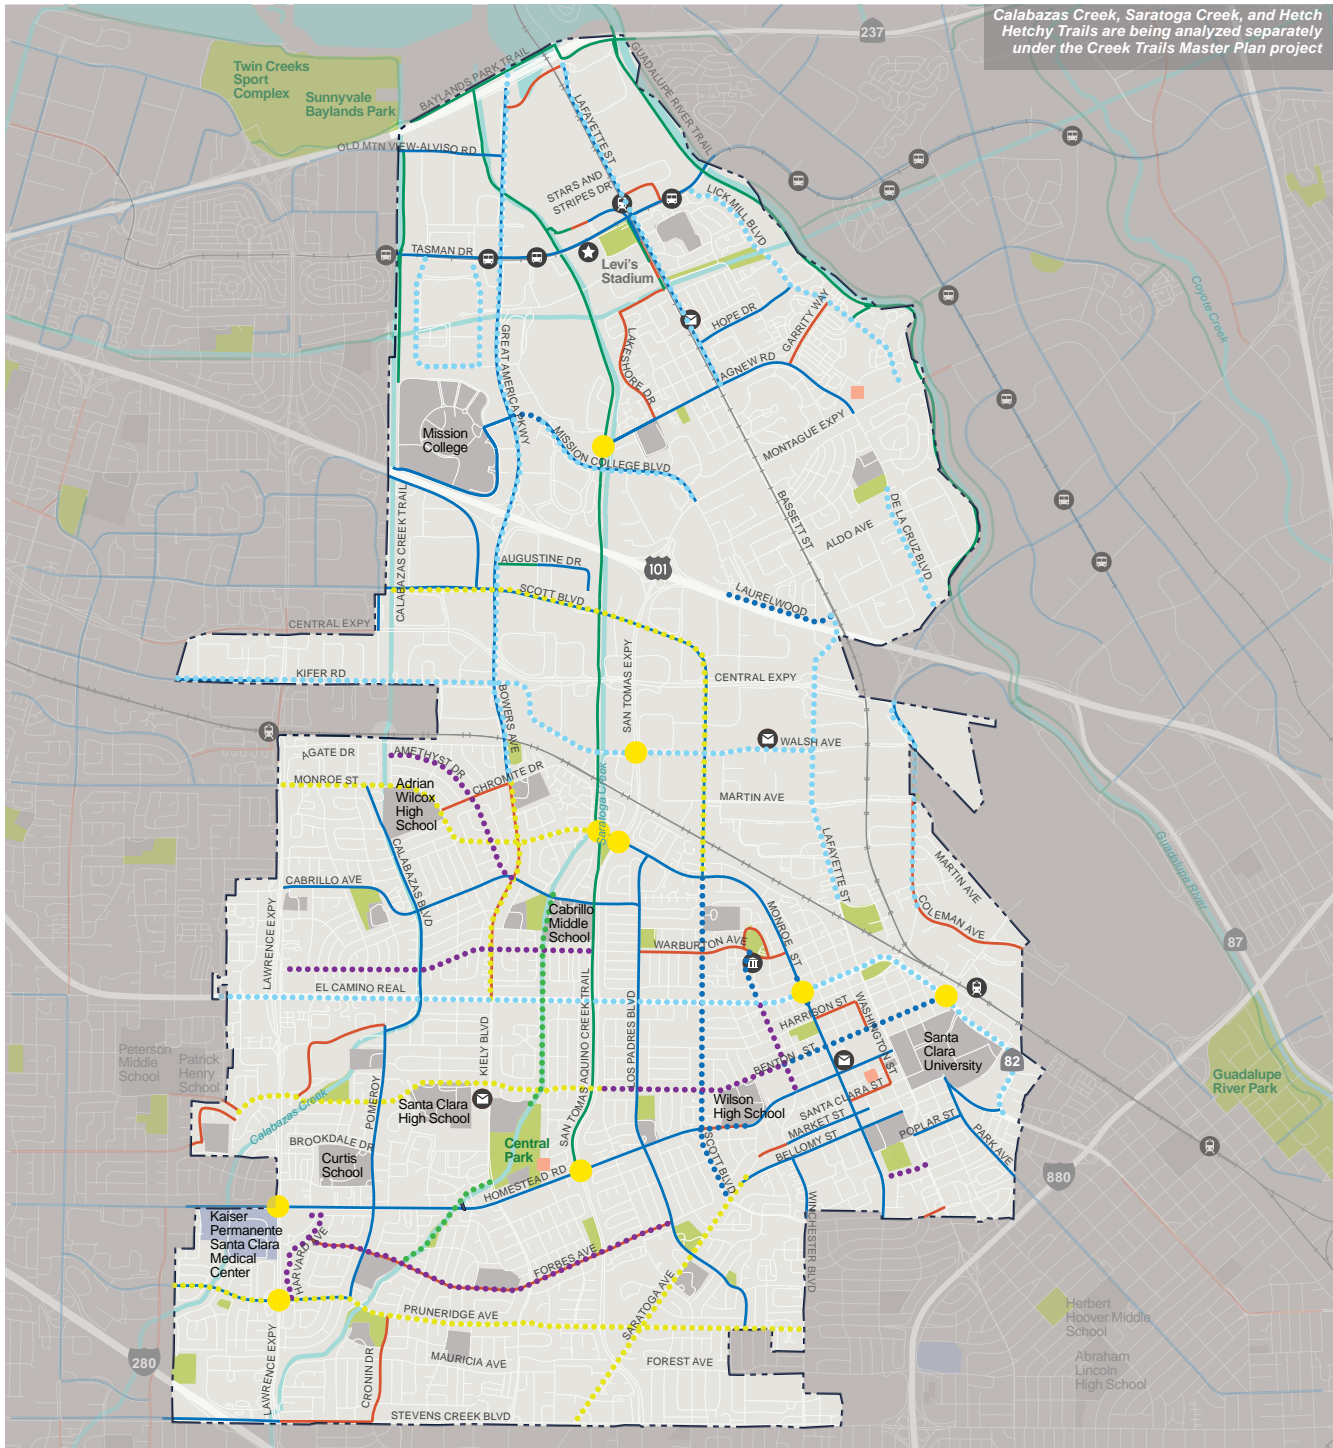 Calabazas Creek, Saratoga Creek, and Hetch
Hetchy Trails are being analyzed separately
under the Creek Trails Master Plan project
237
Twin Creeks
Sport
Complex
Sunnyvale
Baylands Park
BAYLANDS PARK TRAIL
GUADALUPE RIVER TRAIL
LAFAYETTE ST
OLD MTN VIEW-ALVISO RD
STARS AND
STRIPES DR
LICK MILL BLVD
TASMAN DR
Levi's
Stadium
Coyote Creek
HOPE DR
GARRITY WAY
GREAT AMERICA PKWY
LAKESHORE DR
AGNEW RD
Mission
College
MISSION COLLEGE BLVD
MONTAGUE EXPY
CALABAZAS CREEK TRAIL
BASSETT ST
ALDO AVE
DE LA CRUZ BLVD
AUGUSTINE DR
101
SCOTT BLVD
LAURELWOOD
CENTRAL EXPY
KIFER RD
SAN TOMAS EXPY
CENTRAL EXPY
BOWERS AVE
WALSH AVE
AGATE DR
AMETHYST DR
MONROE ST
CHROMITE DR
Adrian
Wilcox
High
School
MARTIN AVE
Saratoga Creek
LAFAYETTE ST
CALABAZAS BLVD
MARTIN AVE
Guadalupe River
CABRILLO AVE
LAWRENCE EXPY
Cabrillo
Middle
School
MONROE ST
COLEMAN AVE
WARBURTON AVE
87
EL CAMINO REAL
SAN TOMAS AQUINO CREEK TRAIL
LOS PADRES BLVD
HARRISON ST
WASHINGTON ST
KIELY BLVD
Santa
Clara
University
Peterson
Middle
School
Patrick
Henry
School
BENTON ST
82
POMEROY
Guadalupe
River Park
Santa Clara
High School
Wilson
High School
SANTA CLARA ST
Calabazas Creek
MARKET ST
POPLAR ST
BROOKDALE DR
Central
Park
BELLOMY ST
PARK AVE
Curtis
School
SCOTT BLVD
HOMESTEAD RD
880
Kaiser
Permanente
Santa Clara
Medical
Center
HARVARD AVE
WINCHESTER BLVD
FORBES AVE
SARATOGA AVE
PRUNERIDGE AVE
Herbert
Hoover Middle
School
LAWRENCE EXPY
280
CRONIN DR
MAURICIA AVE
FOREST AVE
Abraham
Lincoln
High School
STEVENS CREEK BLVD